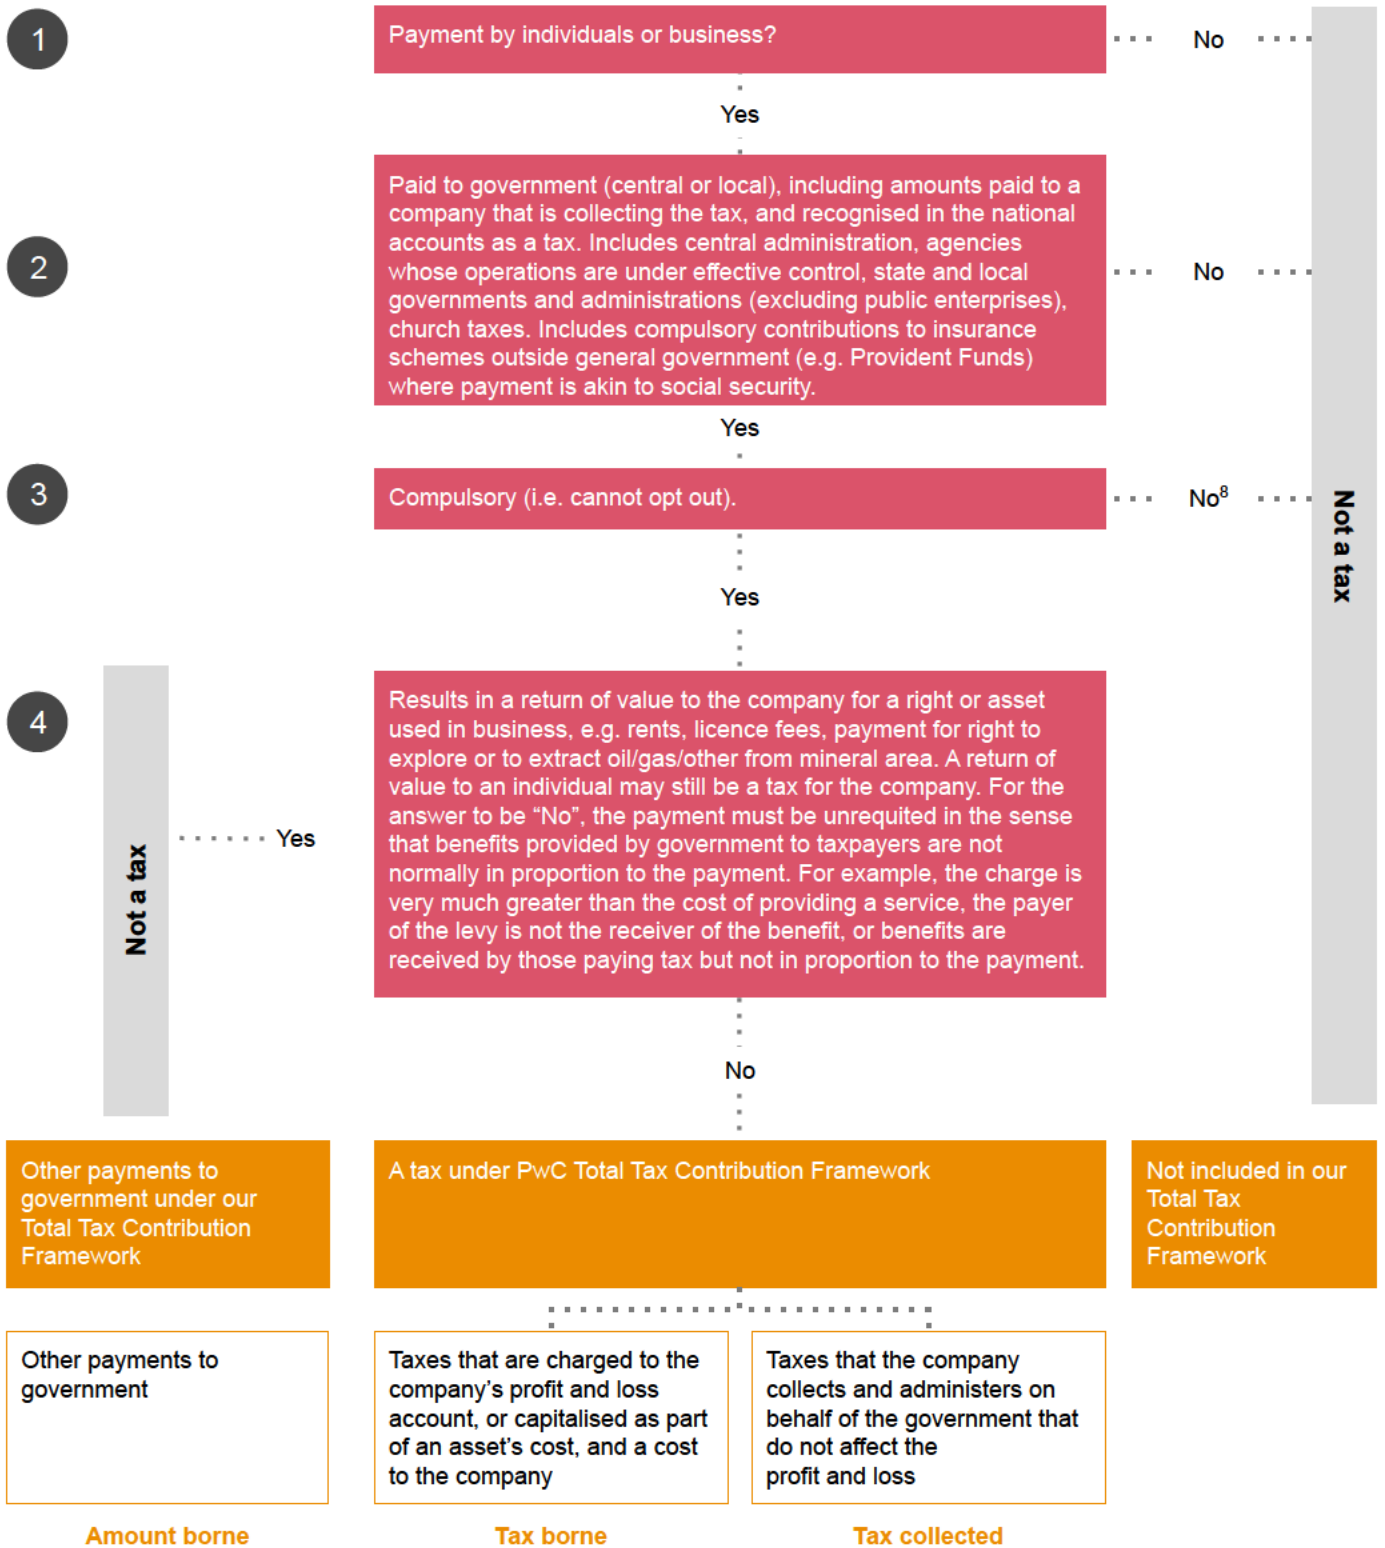 1
Payment by individuals or business?
No
Yes
2
Paid to government (central or local), including amounts paid to a
company that is collecting the tax, and recognised in the national
accounts as a tax. Includes central administration, agencies
whose operations are under effective control, state and local
governments and administrations (excluding public enterprises),
church taxes. Includes compulsory contributions to insurance
schemes outside general government (e.g. Provident Funds)
where payment is akin to social security.
No
Yes
3
Compulsory (i.e. cannot opt out).
No⁸
Not a tax
Yes
4
Results in a return of value to the company for a right or asset
used in business, e.g. rents, licence fees, payment for right to
explore or to extract oil/gas/other from mineral area. A return of
value to an individual may still be a tax for the company. For the
answer to be “No”, the payment must be unrequited in the sense
that benefits provided by government to taxpayers are not
normally in proportion to the payment. For example, the charge is
very much greater than the cost of providing a service, the payer
of the levy is not the receiver of the benefit, or benefits are
received by those paying tax but not in proportion to the payment.
Yes
Not a tax
No
Other payments to
government under our
Total Tax Contribution
Framework
A tax under PwC Total Tax Contribution Framework
Not included in our
Total Tax
Contribution
Framework
Other payments to
government
Taxes that are charged to the
company’s profit and loss
account, or capitalised as part
of an asset’s cost, and a cost
to the company
Taxes that the company
collects and administers on
behalf of the government that
do not affect the
profit and loss
Amount borne
Tax borne
Tax collected